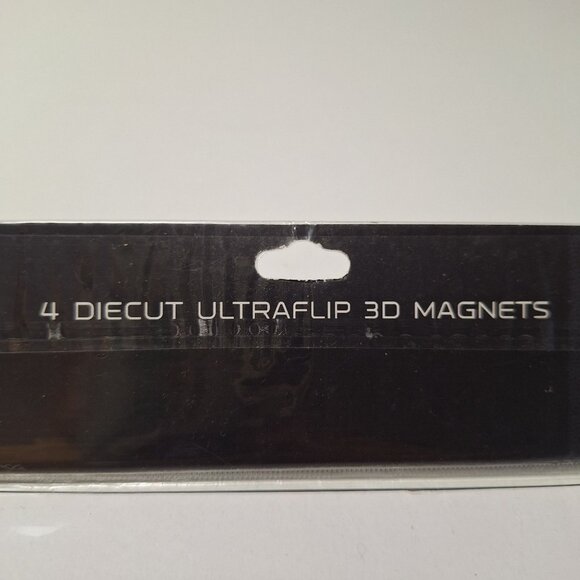 4 DIECUT ULTRAFLIP 3D MAGNETS